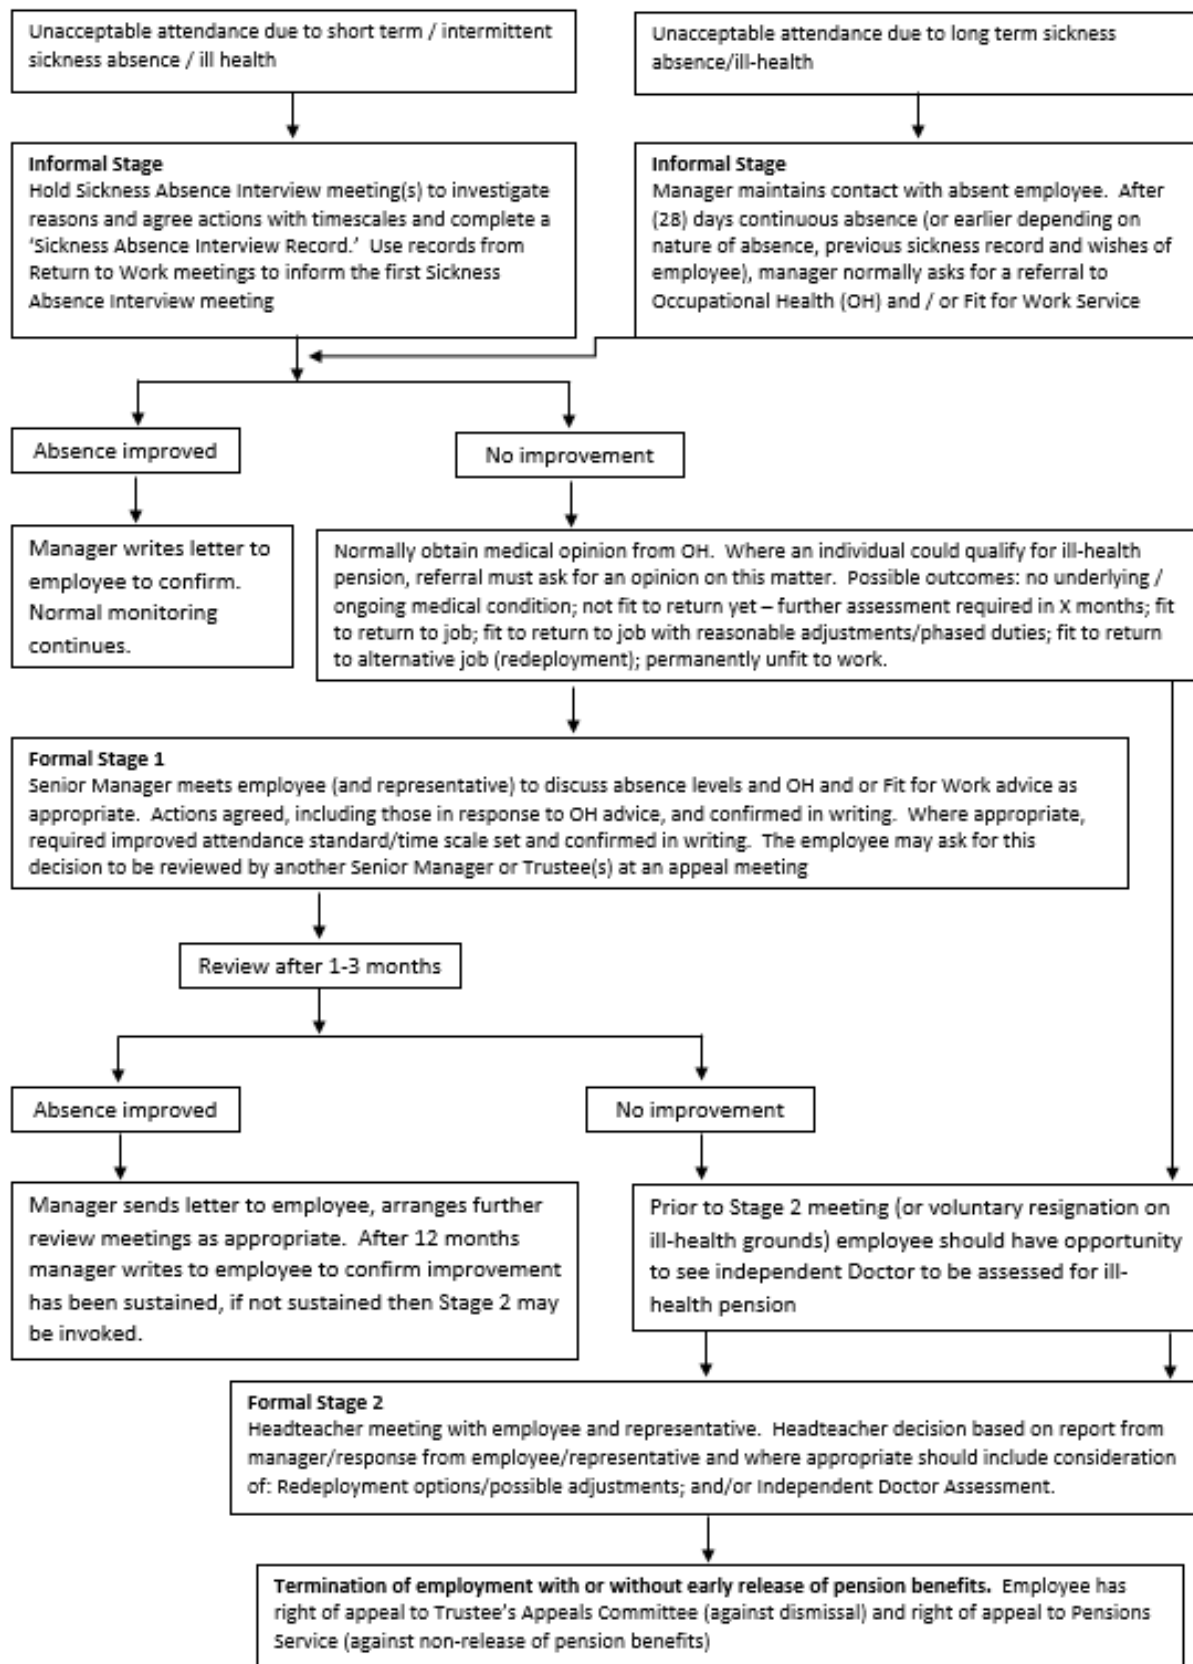 Unacceptable attendance due to short term / intermittent
sickness absence / ill health
Unacceptable attendance due to long term sickness
absence/ill-health
Informal Stage
Hold Sickness Absence Interview meeting(s) to investigate
reasons and agree actions with timescales and complete a
‘Sickness Absence Interview Record.’ Use records from
Return to Work meetings to inform the first Sickness
Absence Interview meeting
Informal Stage
Manager maintains contact with absent employee. After
(28) days continuous absence (or earlier depending on
nature of absence, previous sickness record and wishes of
employee), manager normally asks for a referral to
Occupational Health (OH) and / or Fit for Work Service
Absence improved
No improvement
Manager writes letter to
employee to confirm.
Normal monitoring
continues.
Normally obtain medical opinion from OH. Where an individual could qualify for ill-health
pension, referral must ask for an opinion on this matter. Possible outcomes: no underlying /
ongoing medical condition; not fit to return yet – further assessment required in X months; fit
to return to job; fit to return to job with reasonable adjustments/phased duties; fit to return
to alternative job (redeployment); permanently unfit to work.
Formal Stage 1
Senior Manager meets employee (and representative) to discuss absence levels and OH and or Fit for Work advice as
appropriate. Actions agreed, including those in response to OH advice, and confirmed in writing. Where appropriate,
required improved attendance standard/time scale set and confirmed in writing. The employee may ask for this
decision to be reviewed by another Senior Manager or Trustee(s) at an appeal meeting
Review after 1-3 months
Absence improved
No improvement
Manager sends letter to employee, arranges further
review meetings as appropriate. After 12 months
manager writes to employee to confirm improvement
has been sustained, if not sustained then Stage 2 may
be invoked.
Prior to Stage 2 meeting (or voluntary resignation on
ill-health grounds) employee should have opportunity
to see independent Doctor to be assessed for ill-
health pension
Formal Stage 2
Headteacher meeting with employee and representative. Headteacher decision based on report from
manager/response from employee/representative and where appropriate should include consideration
of: Redeployment options/possible adjustments; and/or Independent Doctor Assessment.
Termination of employment with or without early release of pension benefits. Employee has
right of appeal to Trustee’s Appeals Committee (against dismissal) and right of appeal to Pensions
Service (against non-release of pension benefits)